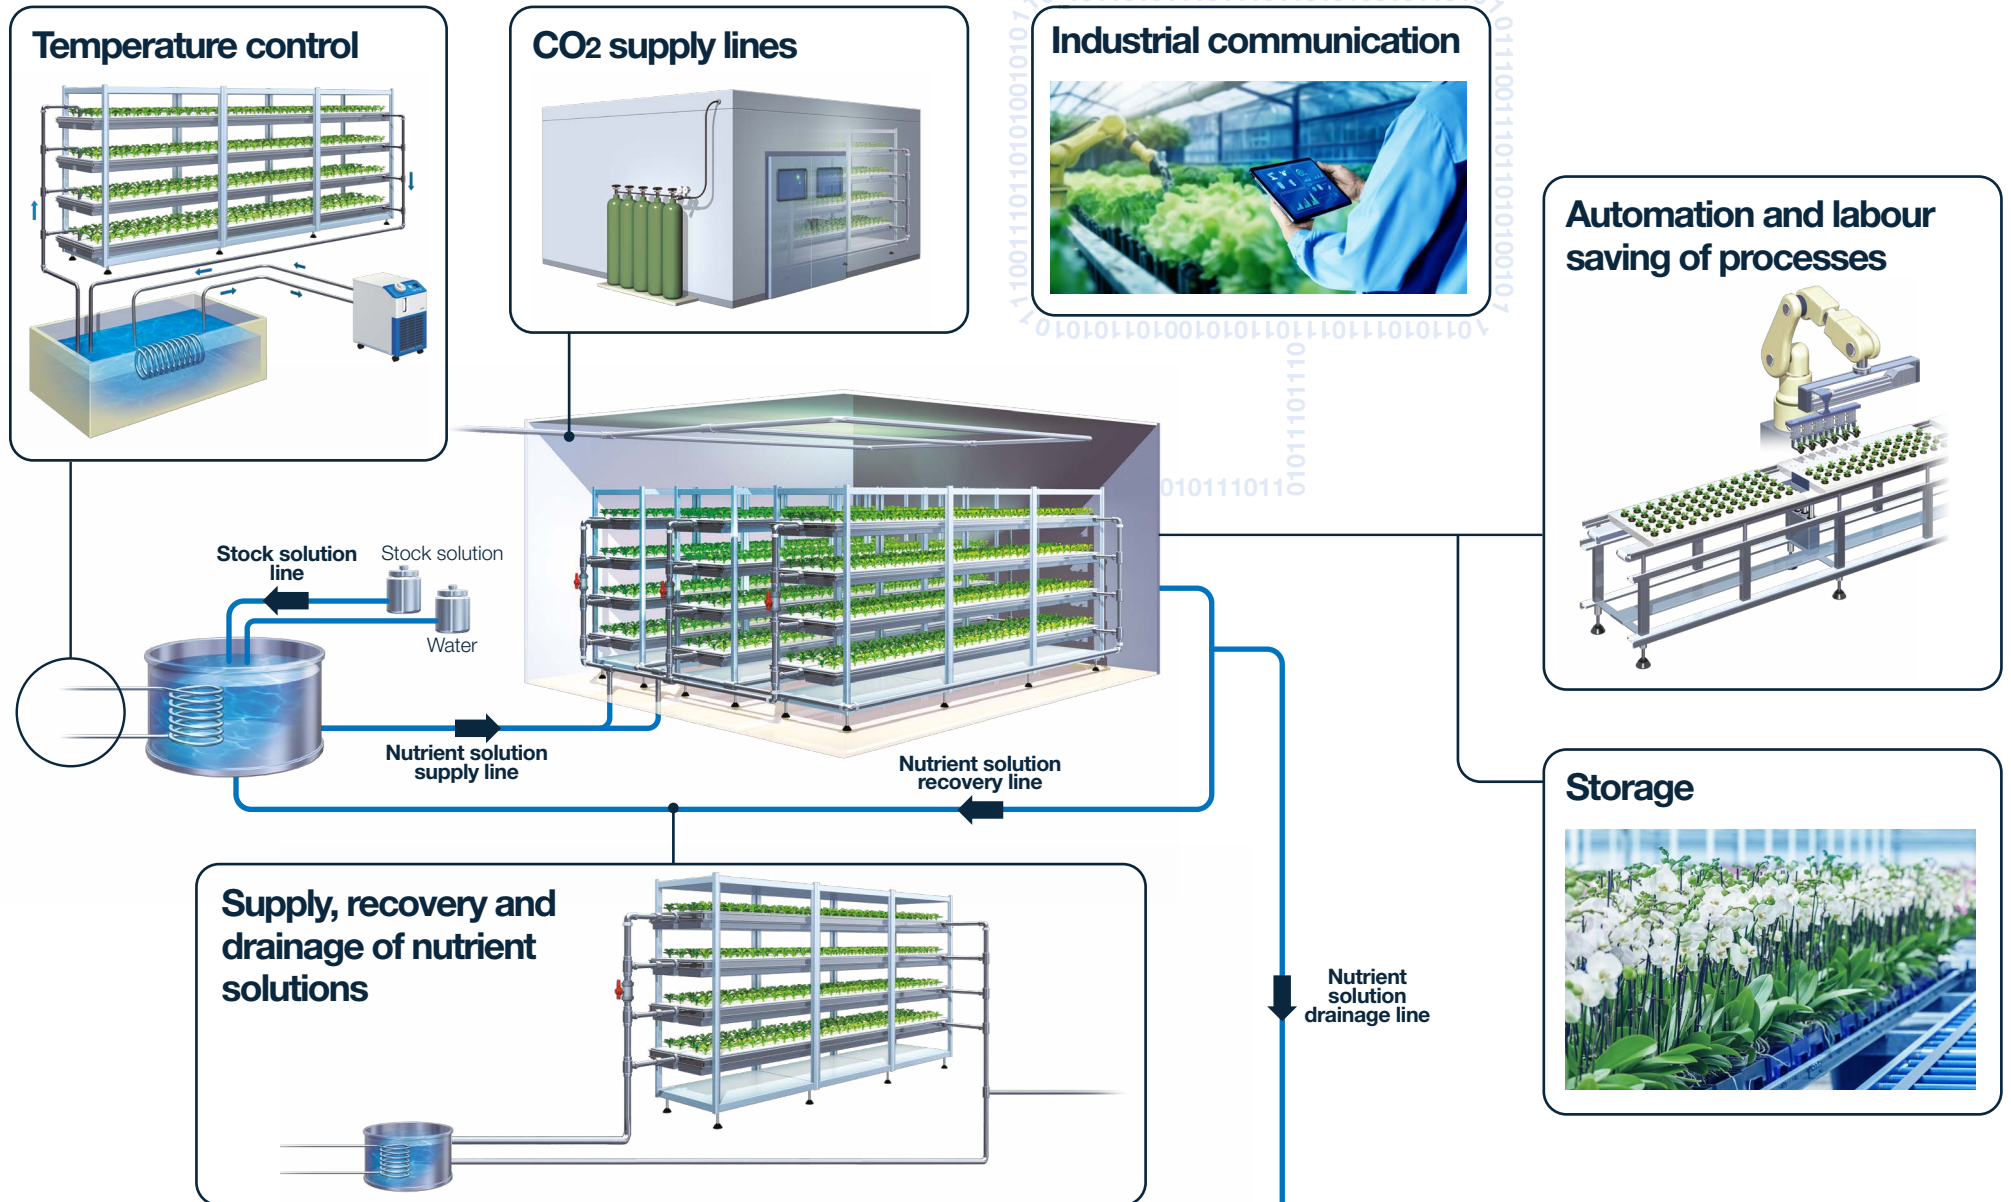 Temperature control
CO2 supply lines
Industrial communication
Automation and labour
saving of processes
Stock solution
line
Stock solution
Water
Nutrient solution
supply line
Nutrient solution
recovery line
Storage
Supply, recovery and
drainage of nutrient
solutions
Nutrient
solution
drainage line
010111011